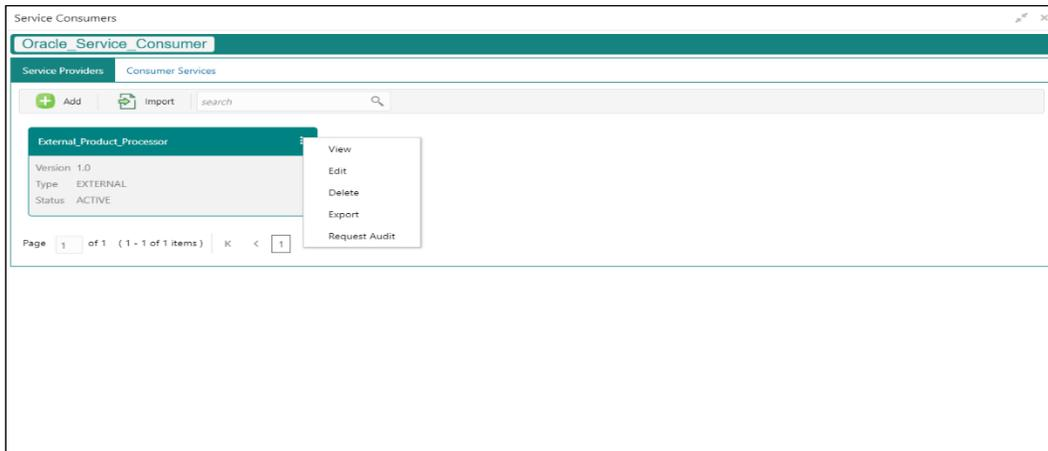 Service Consumers
Oracle_Service_Consumer
Service Providers Consumer Services
Add Import search
External_Product_Processor
Version 1.0
Type EXTERNAL
Status ACTIVE
View
Edit
Delete
Export
Request Audit
Page 1 of 1 ( 1 - 1 of 1 items ) K < 1